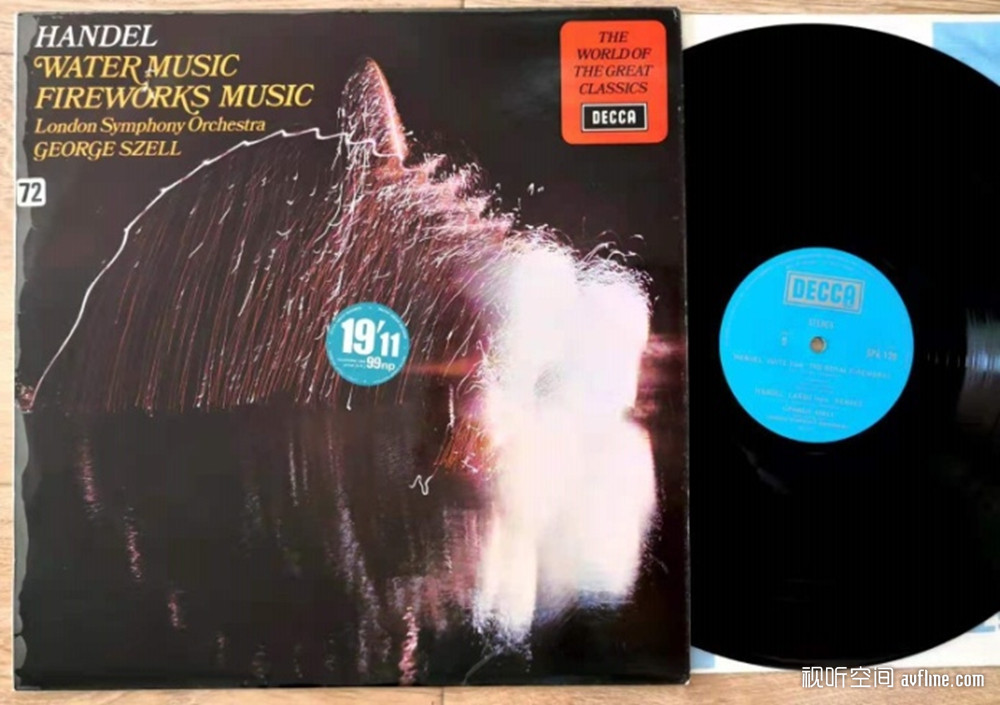 HANDEL
WATER MUSIC
FIREWORKS MUSIC
London Symphony Orchestra
GEORGE SZELL
THE
WORLD OF
THE GREAT
CLASSICS
DECCA
72
19'11
99np
DECCA
STEREO
视听空间 avfline.com